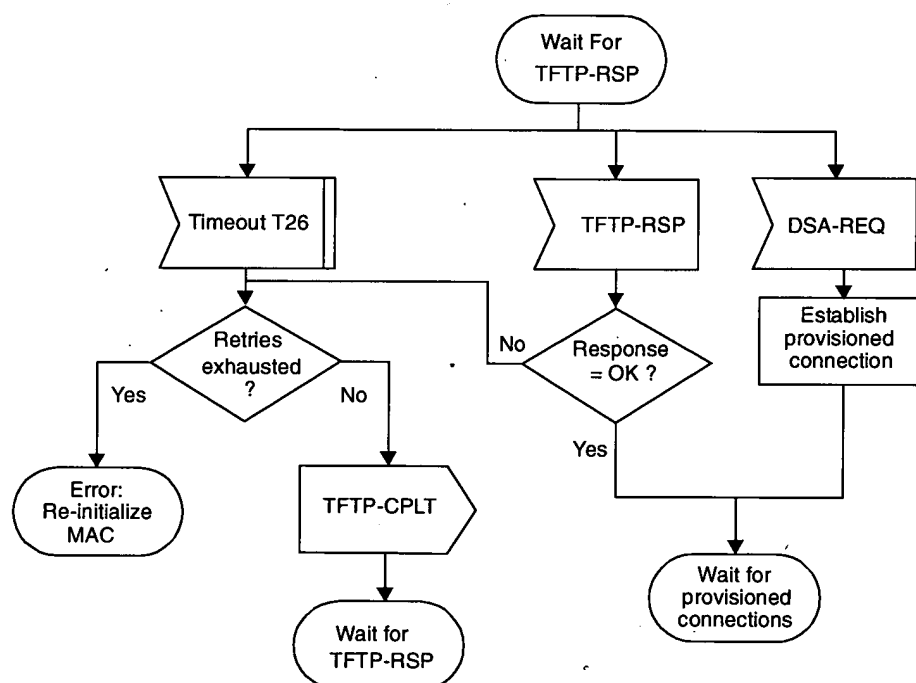 Wait For
TFTP-RSP
Timeout T26
TFTP-RSP
DSA-REQ
Retries
exhausted
?
Response
= OK ?
Establish
provisioned
connection
No
Yes
No
Yes
Error:
Re-initialize
MAC
TFTP-CPLT
Wait for
provisioned
connections
Wait for
TFTP-RSP